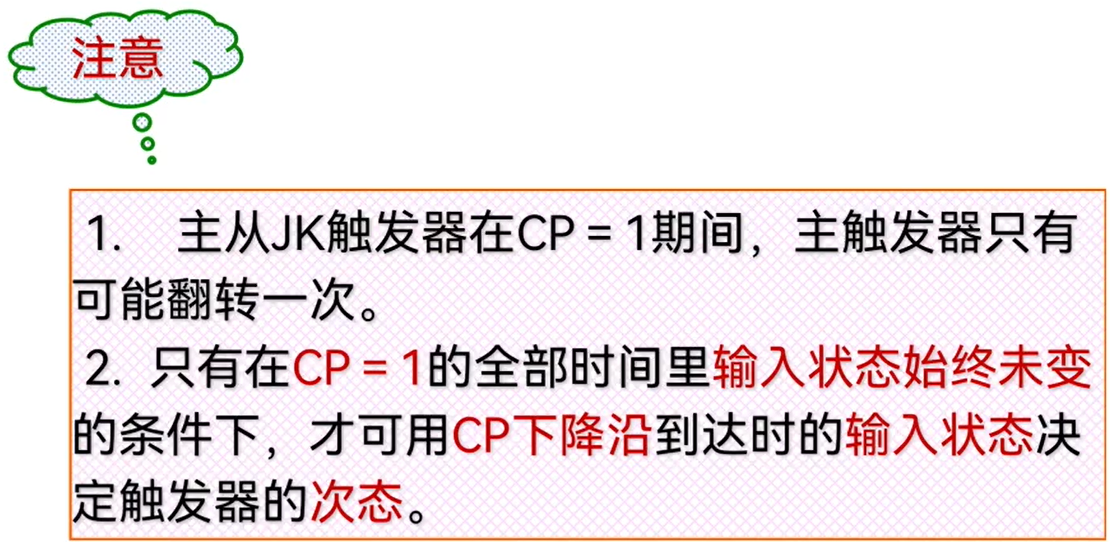 注意
1. 主从JK触发器在CP = 1期间，主触发器只有
可能翻转一次。
2. 只有在CP = 1的全部时间里输入状态始终未变
的条件下，才可用CP下降沿到达时的输入状态决
定触发器的次态。